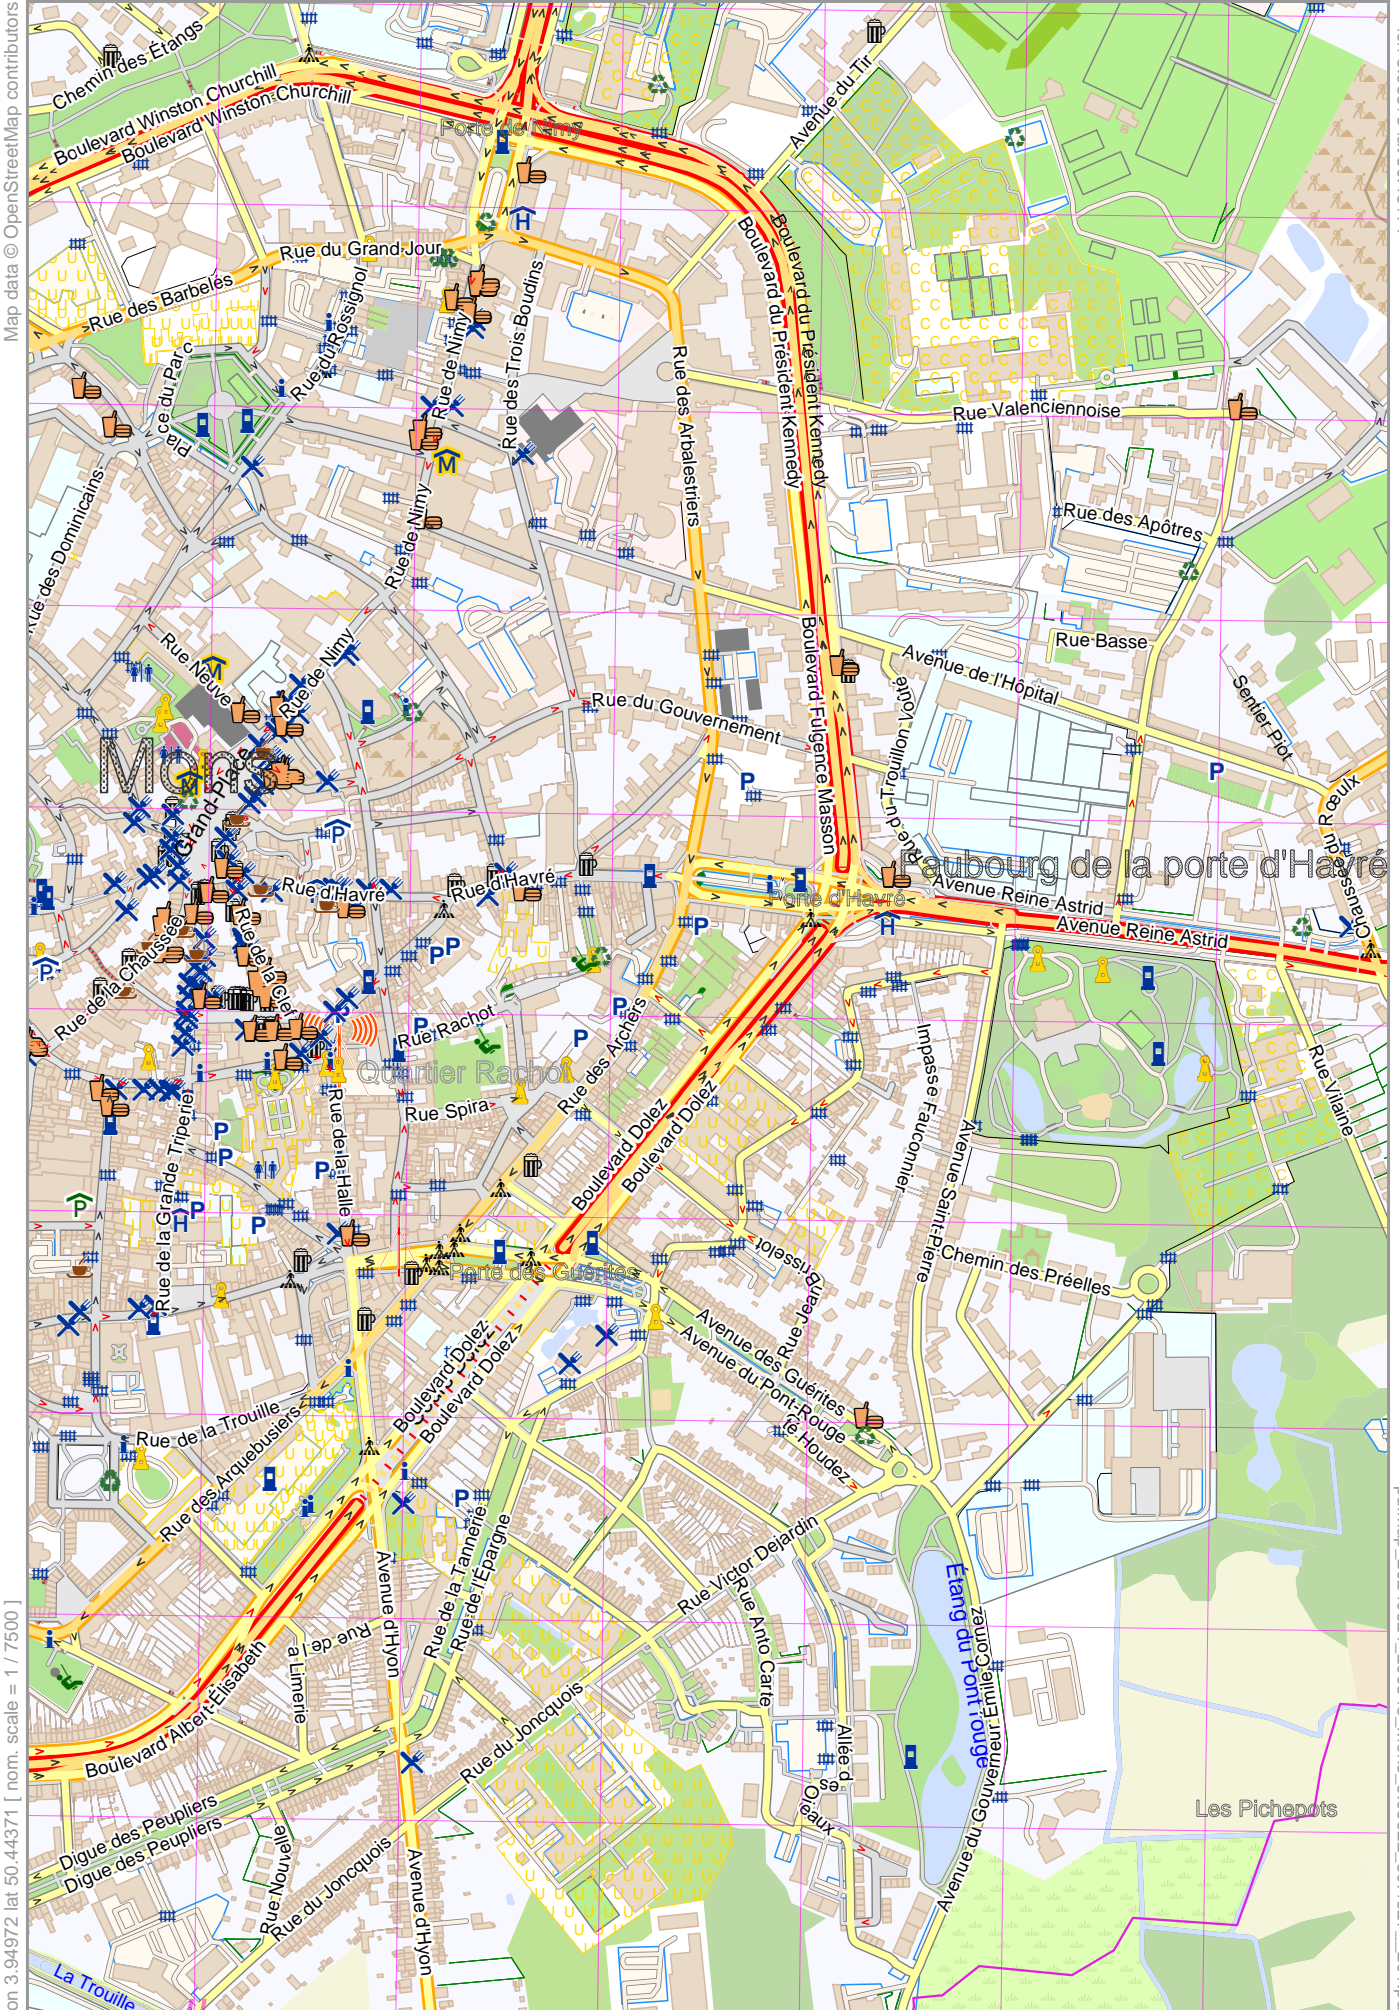 Map data © OpenStreetMap contributors
Chemin des Étangs
Boulevard Winston Churchill
Boulevard Winston Churchill
Porte de Nimy
Avenue du Tir
Rue du Grand Jour
Rue des Barbelés
Rue du Rossignol
Place du Parc
Rue de Nimy
Rue des Trois Boudins
Rue des Arbalestriers
Boulevard du Président Kennedy
Boulevard du Président Kennedy
Rue Valenciennoise
Rue des Apôtres
Rue des Dominicains
Rue de Nimy
Rue Basse
Rue Neuve
Rue de Nimy
Avenue de l'Hôpital
Sentier Piot
Rue du Gouvernement
Boulevard Fulgence Masson
Rue du Trouillon Voûté
Mons
Grand-Place
Chaussée du Rœulx
Faubourg de la porte d'Havré
Rue d'Havré
Rue d'Havré
Porte d'Havré
Avenue Reine Astrid
Avenue Reine Astrid
Rue de la Chaussée
Rue de la Clef
Rue Rachot
Quartier Rachot
Rue Spira
Rue des Archers
Impasse Fauconnier
Rue Vilaine
Boulevard Dolez
Boulevard Dolez
Rue de la Grande Triperie
Rue de la Halle
Avenue Saint-Pierre
Chemin des Préelles
Porte des Guérites
Rue Jean Brusselot
Avenue des Guérites
Avenue du Pont-Rouge
Boulevard Dolez
Boulevard Dolez
Rue de la Trouille
Rue des Arquebusiers
Houdez
Rue Victor Dejardin
Rue Anto Carte
Étang du Pont rouge
Avenue du Gouverneur Emile Cornez
Avenue d'Hyon
Rue de la Tannerie
Rue de l'Épargne
Boulevard Albert-Élisabeth
Rue de la
Limerie
Rue du Joncquois
Allée des Oiseaux
Digue des Peupliers
Digue des Peupliers
Rue Nouvelle
Rue du Joncquois
Avenue d'Hyon
La Trouille
Les Pichepots
on 3.94972 lat 50.44371 [ nom. scale = 1 / 7500 ]